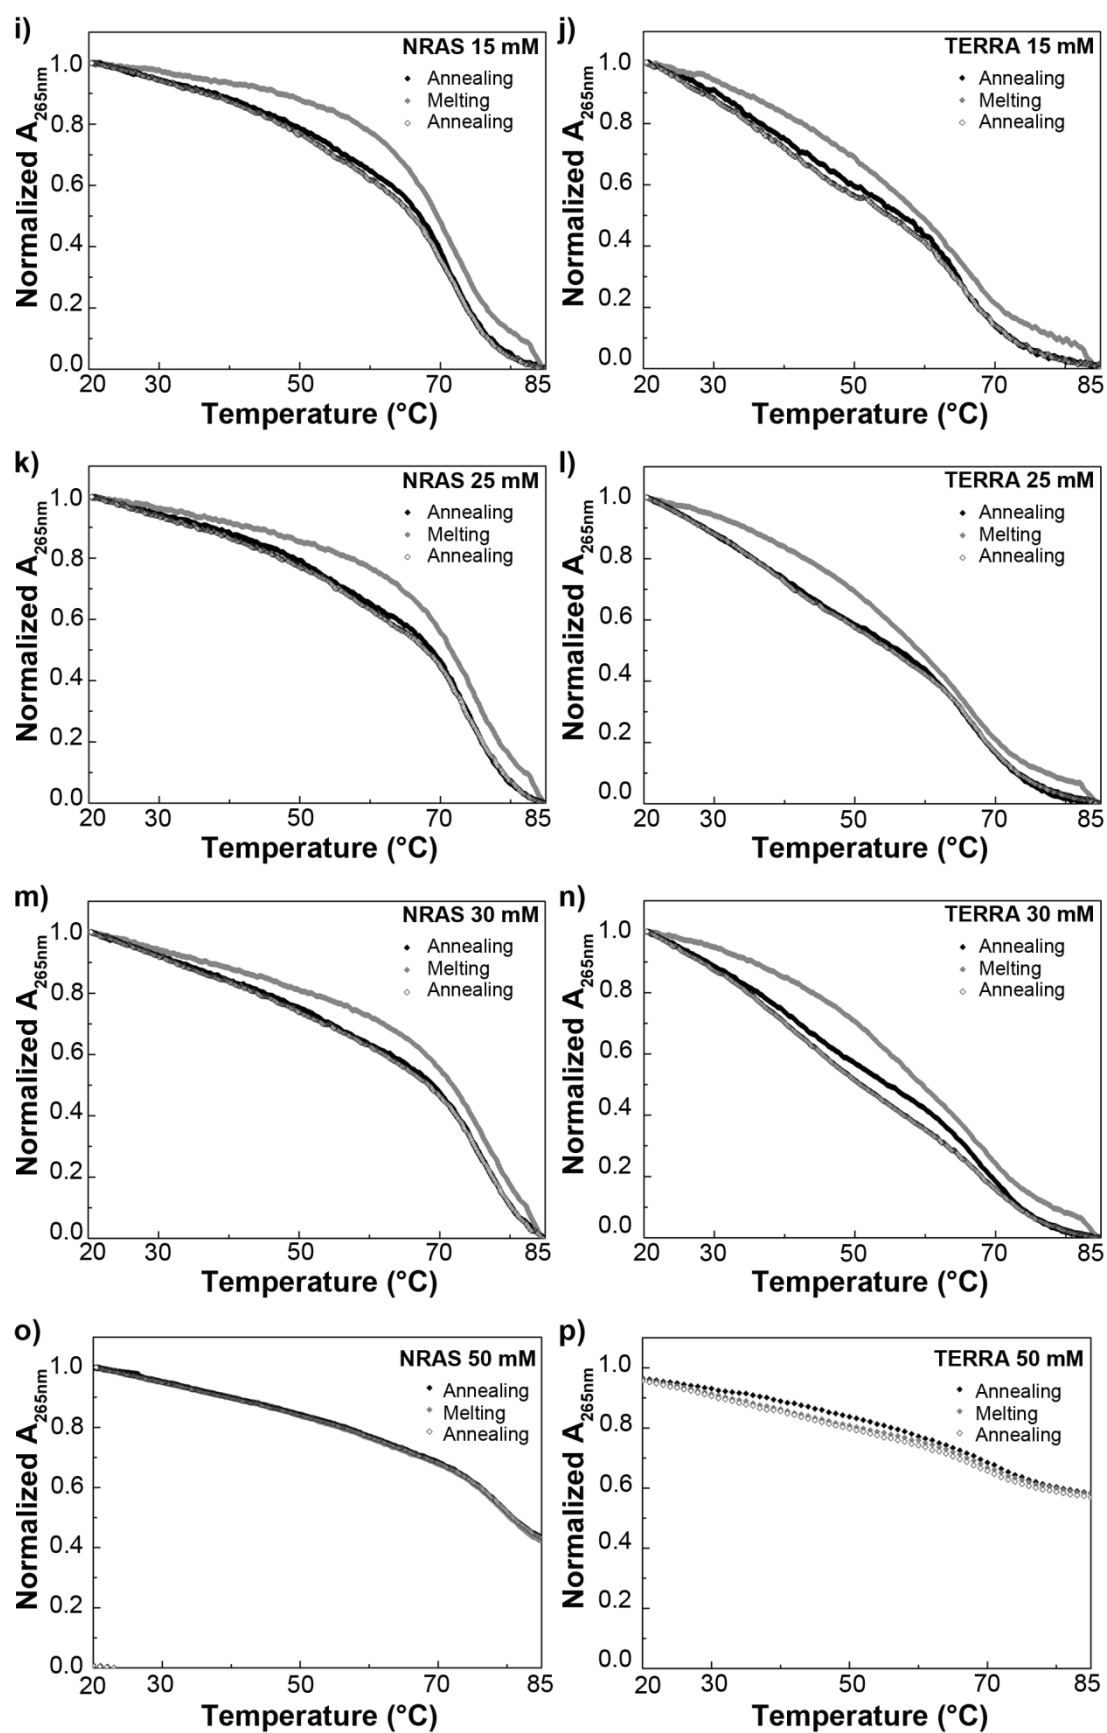 i)
NRAS 15 mM
Annealing
Melting
Annealing
Normalized A265nm
1.0
0.8
0.6
0.4
0.2
0.0
20 30 50 70 85
Temperature (°C)
j)
TERRA 15 mM
Annealing
Melting
Annealing
Normalized A265nm
1.0
0.8
0.6
0.4
0.2
0.0
20 30 50 70 85
Temperature (°C)
k)
NRAS 25 mM
Annealing
Melting
Annealing
Normalized A265nm
1.0
0.8
0.6
0.4
0.2
0.0
20 30 50 70 85
Temperature (°C)
l)
TERRA 25 mM
Annealing
Melting
Annealing
Normalized A265nm
1.0
0.8
0.6
0.4
0.2
0.0
20 30 50 70 85
Temperature (°C)
m)
NRAS 30 mM
Annealing
Melting
Annealing
Normalized A265nm
1.0
0.8
0.6
0.4
0.2
0.0
20 30 50 70 85
Temperature (°C)
n)
TERRA 30 mM
Annealing
Melting
Annealing
Normalized A265nm
1.0
0.8
0.6
0.4
0.2
0.0
20 30 50 70 85
Temperature (°C)
o)
NRAS 50 mM
Annealing
Melting
Annealing
Normalized A265nm
1.0
0.8
0.6
0.4
0.2
0.0
20 30 50 70 85
Temperature (°C)
p)
TERRA 50 mM
Annealing
Melting
Annealing
Normalized A265nm
1.0
0.8
0.6
0.4
0.2
0.0
20 30 50 70 85
Temperature (°C)